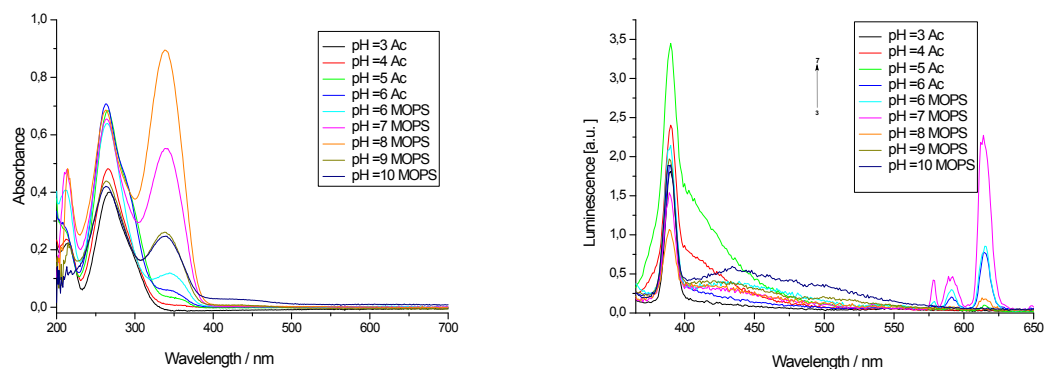 1,0
0,8
0,6
0,4
0,2
0,0
Absorbance
200 300 400 500 600 700
Wavelength / nm
pH =3 Ac
pH =4 Ac
pH =5 Ac
pH =6 Ac
pH =6 MOPS
pH =7 MOPS
pH =8 MOPS
pH =9 MOPS
pH =10 MOPS
3,5
3,0
2,5
2,0
1,5
1,0
0,5
0,0
Luminescence [a.u. ]
400 450 500 550 600 650
Wavelength / nm
7
3
pH =3 Ac
pH =4 Ac
pH =5 Ac
pH =6 Ac
pH =6 MOPS
pH =7 MOPS
pH =8 MOPS
pH =9 MOPS
pH =10 MOPS